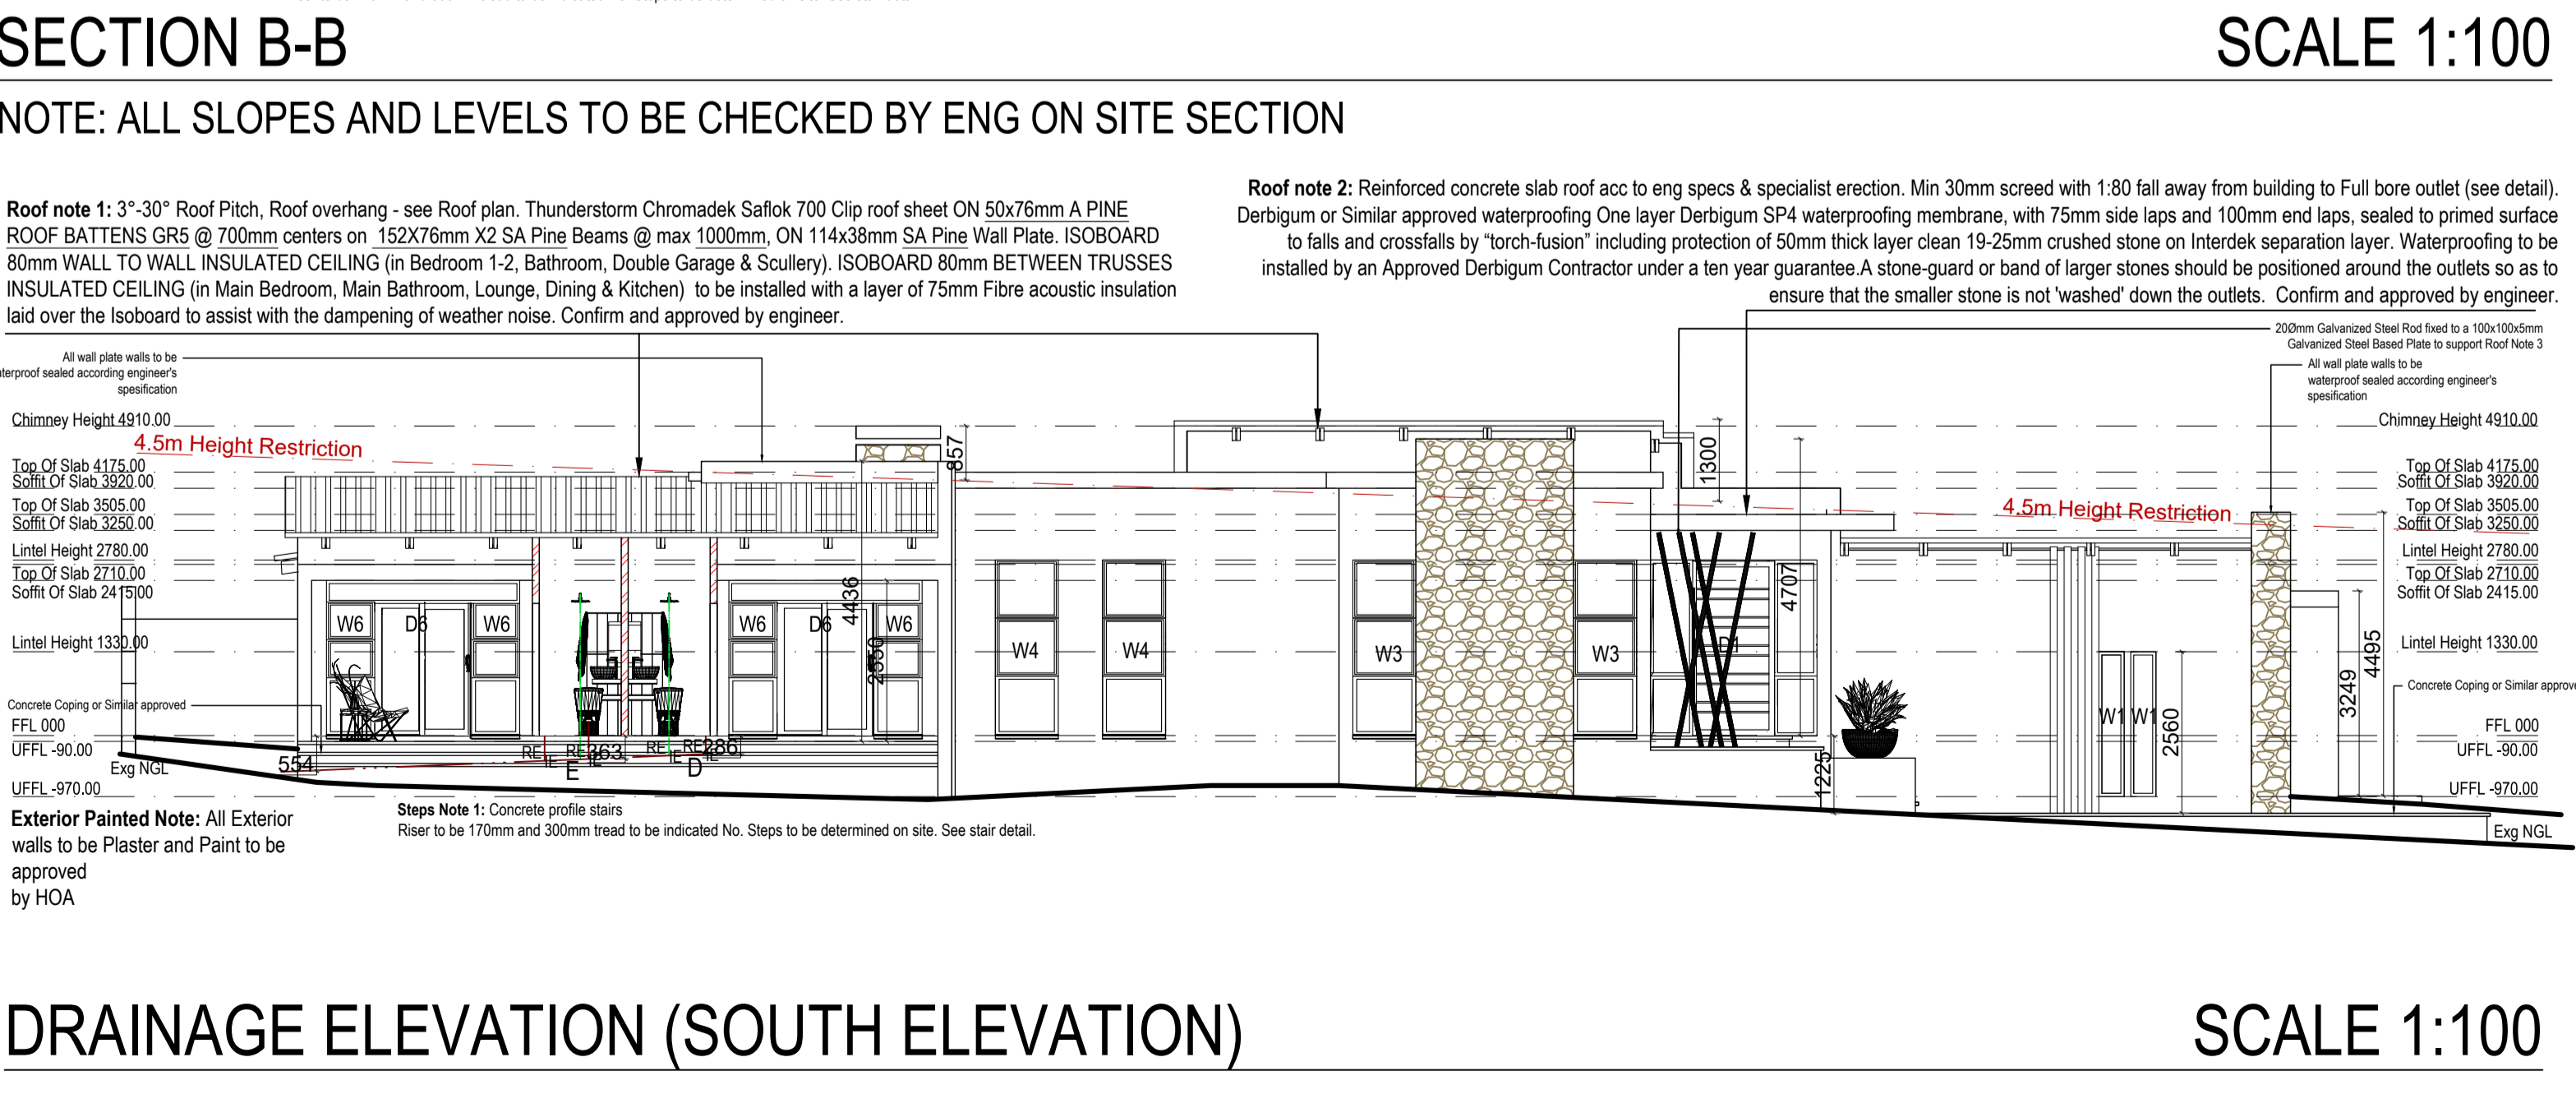 SECTION B-B
SCALE 1:100
NOTE: ALL SLOPES AND LEVELS TO BE CHECKED BY ENG ON SITE SECTION
Roof note 1: 3°-30° Roof Pitch, Roof overhang - see Roof plan. Thunderstorm Chromadek Saflok 700 Clip roof sheet ON 50x76mm A PINE
ROOF BATTENS GR5 @ 700mm centers on 152X76mm X2 SA Pine Beams @ max 1000mm, ON 114x38mm SA Pine Wall Plate. ISOBOARD
80mm WALL TO WALL INSULATED CEILING (in Bedroom 1-2, Bathroom, Double Garage & Scullery). ISOBOARD 80mm BETWEEN TRUSSES
INSULATED CEILING (in Main Bedroom, Main Bathroom, Lounge, Dining & Kitchen) to be installed with a layer of 75mm Fibre acoustic insulation
laid over the Isoboard to assist with the dampening of weather noise. Confirm and approved by engineer.
Roof note 2: Reinforced concrete slab roof acc to eng specs & specialist erection. Min 30mm screed with 1:80 fall away from building to Full bore outlet (see detail).
Derbigum or Similar approved waterproofing One layer Derbigum SP4 waterproofing membrane, with 75mm side laps and 100mm end laps, sealed to primed surface
to falls and crossfalls by “torch-fusion” including protection of 50mm thick layer clean 19-25mm crushed stone on Interdek separation layer. Waterproofing to be
installed by an Approved Derbigum Contractor under a ten year guarantee.A stone-guard or band of larger stones should be positioned around the outlets so as to
ensure that the smaller stone is not 'washed' down the outlets. Confirm and approved by engineer.
20Ømm Galvanized Steel Rod fixed to a 100x100x5mm
Galvanized Steel Based Plate to support Roof Note 3
All wall plate walls to be
terproof sealed according engineer's
spesification
All wall plate walls to be
waterproof sealed according engineer's
spesification
Chimney Height 4910.00
4.5m Height Restriction
Top Of Slab 4175.00
Soffit Of Slab 3920.00
Top Of Slab 3505.00
Soffit Of Slab 3250.00
Lintel Height 2780.00
Top Of Slab 2710.00
Soffit Of Slab 2415.00
Lintel Height 1330.00
Concrete Coping or Similar approved
FFL 000
UFFL -90.00
Exg NGL
UFFL -970.00
857
4436
2550
W6
D6
W6
W6
D6
W6
554
RE
IE
E
RE
IE
363
RE
IE
D
RE
IE
286
W4
W4
W3
W3
1300
4707
D1
1225
W1
W1
2560
3249
4495
Chimney Height 4910.00
4.5m Height Restriction
Top Of Slab 4175.00
Soffit Of Slab 3920.00
Top Of Slab 3505.00
Soffit Of Slab 3250.00
Lintel Height 2780.00
Top Of Slab 2710.00
Soffit Of Slab 2415.00
Lintel Height 1330.00
Concrete Coping or Similar approve
FFL 000
UFFL -90.00
UFFL -970.00
Exg NGL
Exterior Painted Note: All Exterior
walls to be Plaster and Paint to be
approved
by HOA
Steps Note 1: Concrete profile stairs
Riser to be 170mm and 300mm tread to be indicated No. Steps to be determined on site. See stair detail.
DRAINAGE ELEVATION (SOUTH ELEVATION)
SCALE 1:100